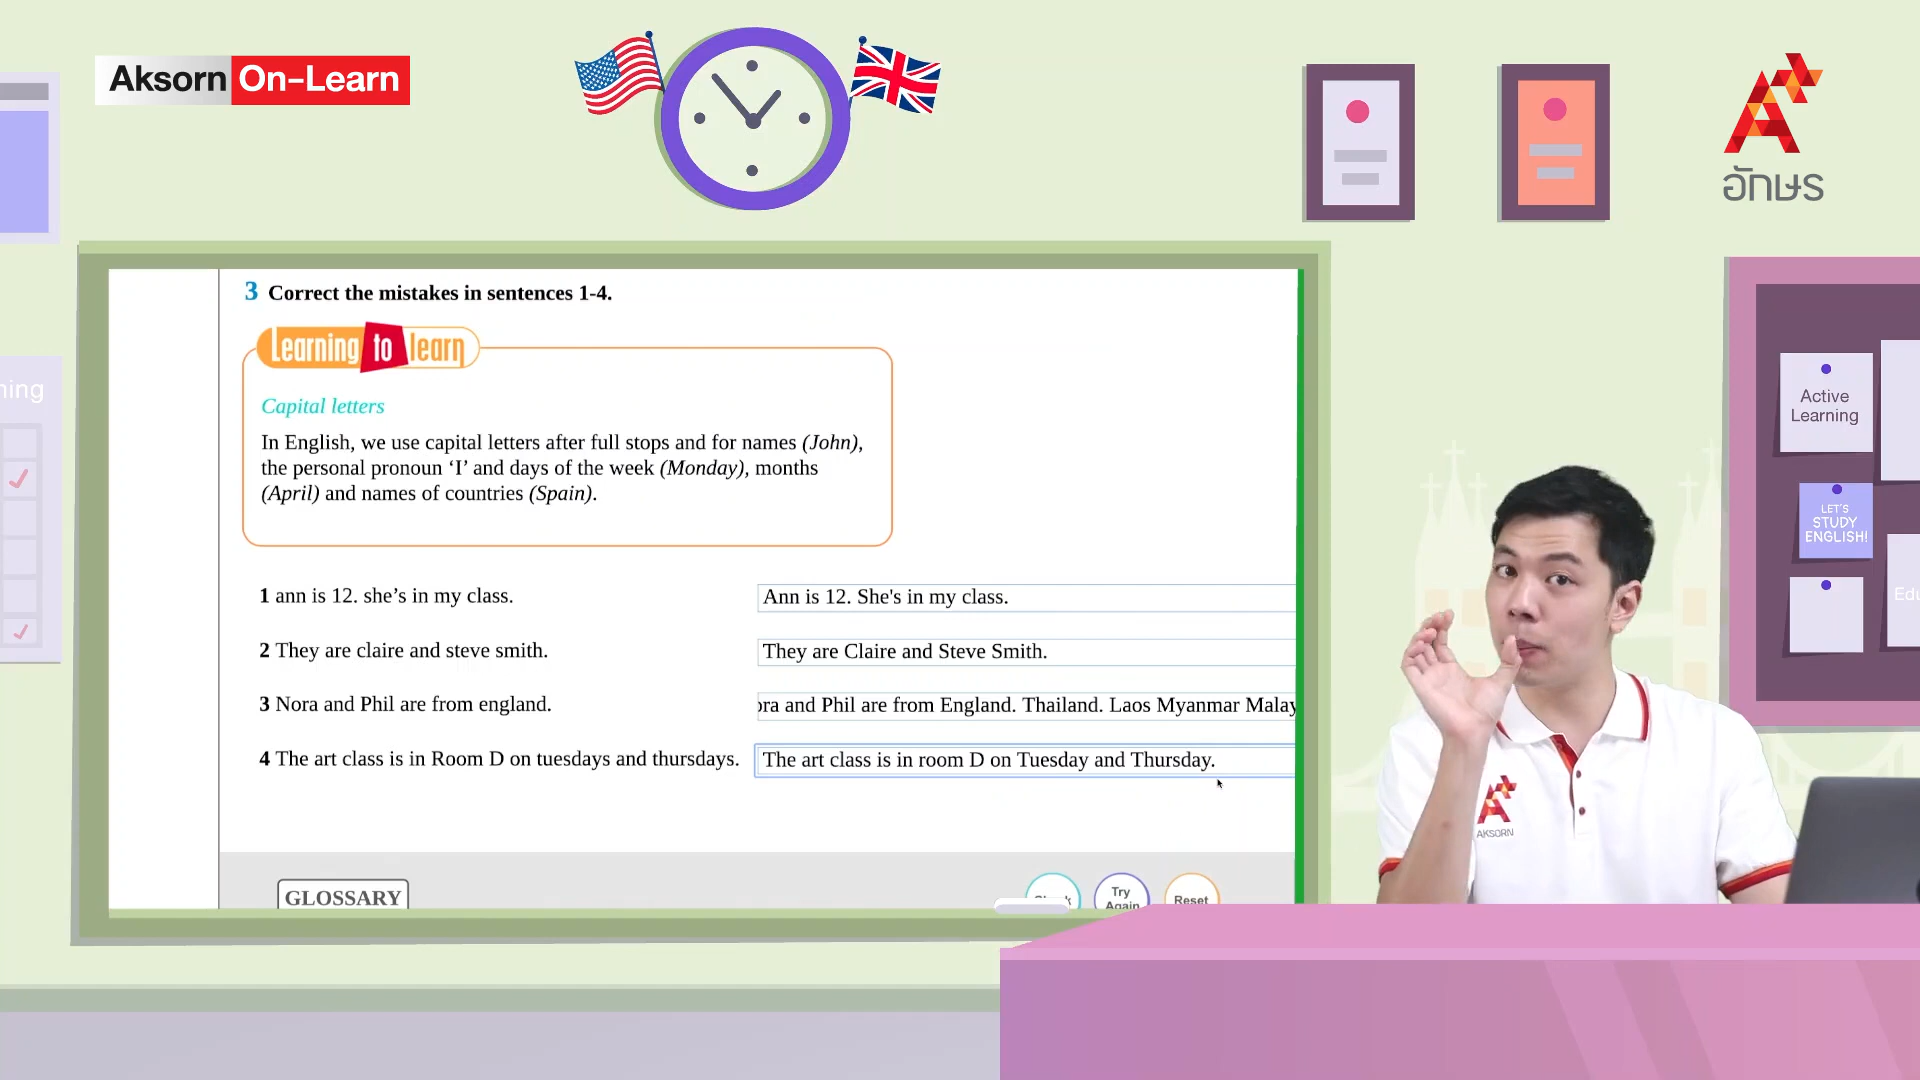 Aksorn On-Learn
อักษร
ning
3 Correct the mistakes in sentences 1-4.
Learning to learn
Capital letters
In English, we use capital letters after full stops and for names (John),
the personal pronoun ‘I’ and days of the week (Monday), months
(April) and names of countries (Spain).
1 ann is 12. she’s in my class.
Ann is 12. She's in my class.
2 They are claire and steve smith.
They are Claire and Steve Smith.
3 Nora and Phil are from england.
ora and Phil are from England. Thailand. Laos Myanmar Malay
4 The art class is in Room D on tuesdays and thursdays.
The art class is in room D on Tuesday and Thursday.
GLOSSARY
Try
Again
Reset
Active
Learning
LET'S
STUDY
ENGLISH!
Edu
AKSORN